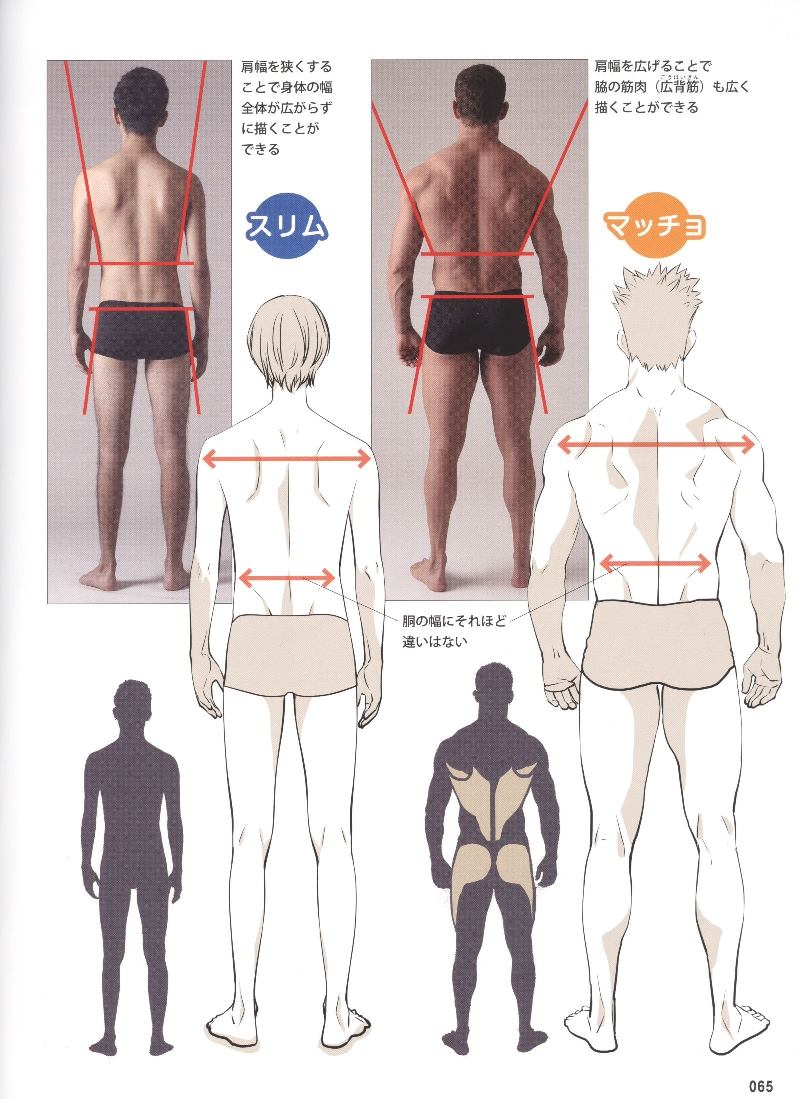 肩幅を狭くする
ことで身体の幅
全体が広がらず
に描くことが
できる
スリム
肩幅を広げることで
脇の筋肉（広背筋）も広く
こうはいきん
描くことができる
マッチョ
胴の幅にそれほど
違いはない
065